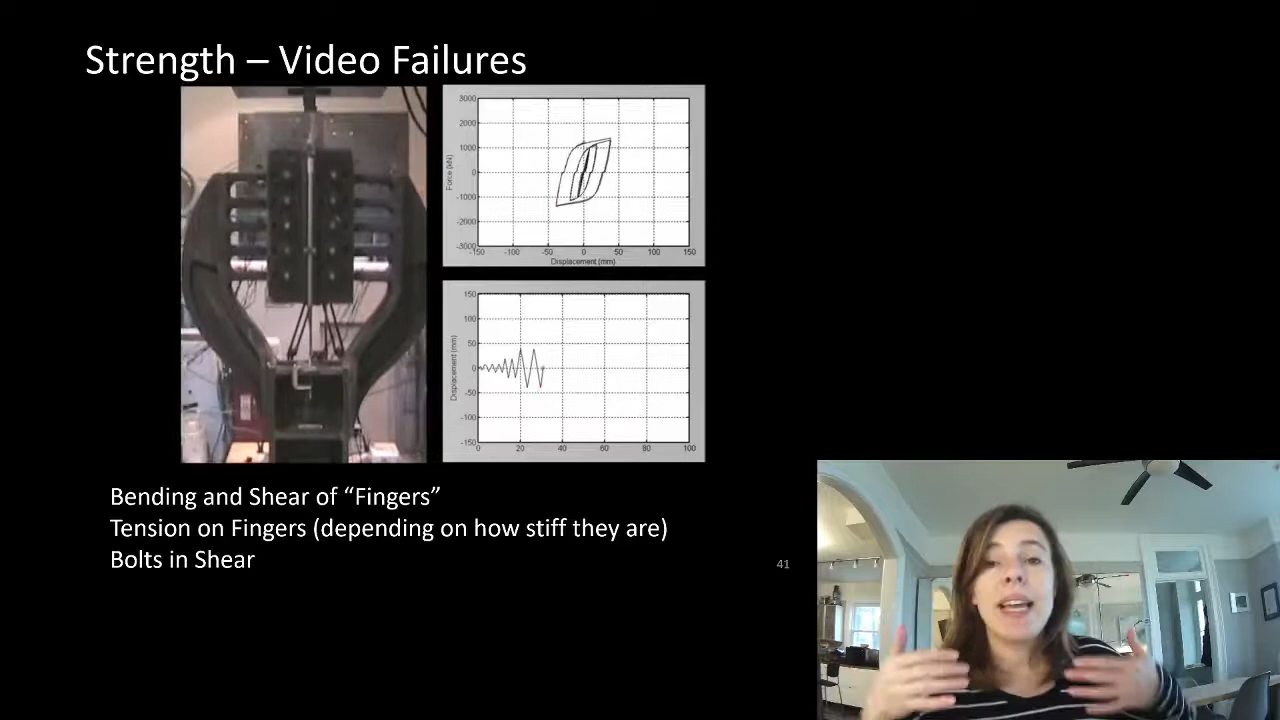 Strength – Video Failures
3000
2000
1000
0
-1000
-2000
-3000
-150 -100 -50 0 50 100 150
Force (kN)
Displacement (mm)
150
100
50
0
-50
-100
-150
0 20 40 60 80 100
Displacement (mm)
Bending and Shear of “Fingers”
Tension on Fingers (depending on how stiff they are)
Bolts in Shear
41